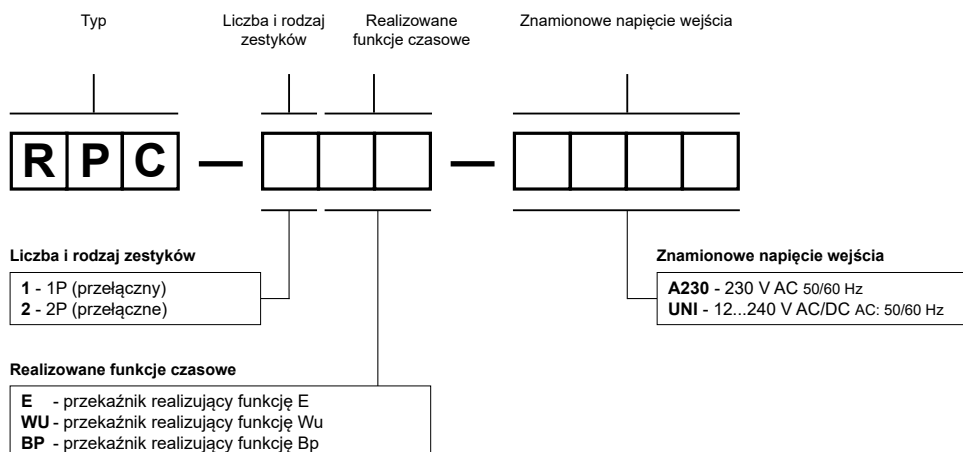 Typ
Liczba i rodzaj
zestyków
Realizowane
funkcje czasowe
Znamionowe napięcie wejścia
R P C — —
Liczba i rodzaj zestyków
1 - 1P (przełączny)
2 - 2P (przełączne)
Znamionowe napięcie wejścia
A230 - 230 V AC 50/60 Hz
UNI - 12...240 V AC/DC AC: 50/60 Hz
Realizowane funkcje czasowe
E - przekaźnik realizujący funkcję E
WU - przekaźnik realizujący funkcję Wu
BP - przekaźnik realizujący funkcję Bp